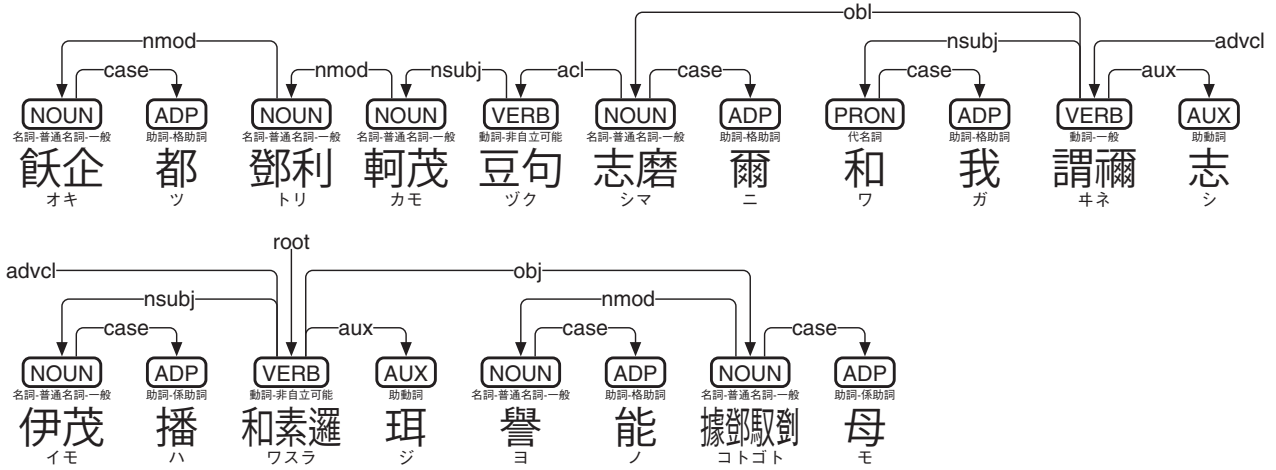 obl
nmod nsubj advcl
case nmod nsubj acl case case aux
NOUN ADP NOUN NOUN VERB NOUN ADP PRON ADP VERB AUX
名詞-普通名詞-一般 助詞-格助詞 名詞-普通名詞-一般 名詞-普通名詞-一般 動詞-非自立可能 名詞-普通名詞-一般 助詞-格助詞 代名詞 助詞-格助詞 動詞-一般 助動詞
飫企 都 鄧利 軻茂 豆句 志磨 爾 和 我 謂禰 志
オキ ツ トリ カモ ヅク シマ ニ ワ ガ ヰネ シ
root
advcl obj
nsubj nmod
case aux case case
NOUN ADP VERB AUX NOUN ADP NOUN ADP
名詞-普通名詞-一般 助詞-係助詞 動詞-非自立可能 助動詞 名詞-普通名詞-一般 助詞-格助詞 名詞-普通名詞-一般 助詞-係助詞
伊茂 播 和素邏 珥 譽 能 據鄧馭㔁 母
イモ ハ ワスラ ジ ヨ ノ コトゴト モ